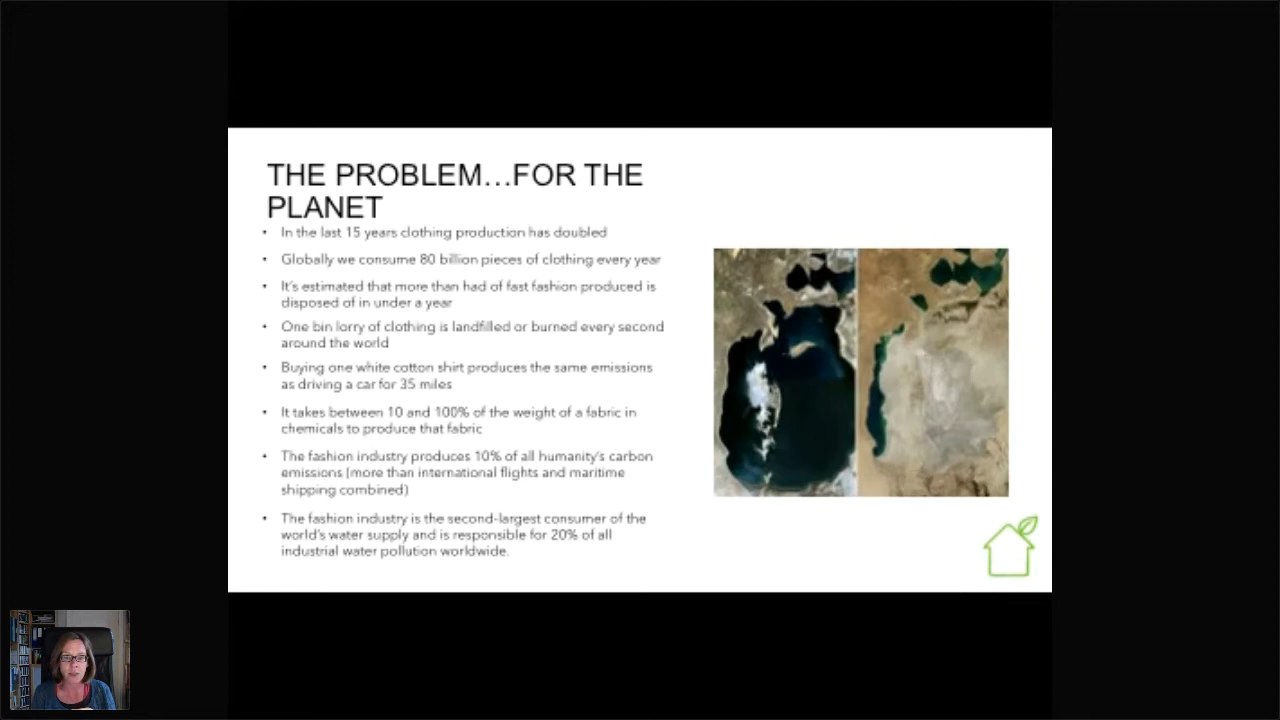 THE PROBLEM...FOR THE
PLANET
• In the last 15 years clothing production has doubled
• Globally we consume 80 billion pieces of clothing every year
• It's estimated that more than had of fast fashion produced is
disposed of in under a year
• One bin lorry of clothing is landfilled or burned every second
around the world
• Buying one white cotton shirt produces the same emissions
as driving a car for 35 miles
• It takes between 10 and 100% of the weight of a fabric in
chemicals to produce that fabric
• The fashion industry produces 10% of all humanity's carbon
emissions (more than international flights and maritime
shipping combined)
• The fashion industry is the second-largest consumer of the
world's water supply and is responsible for 20% of all
industrial water pollution worldwide.